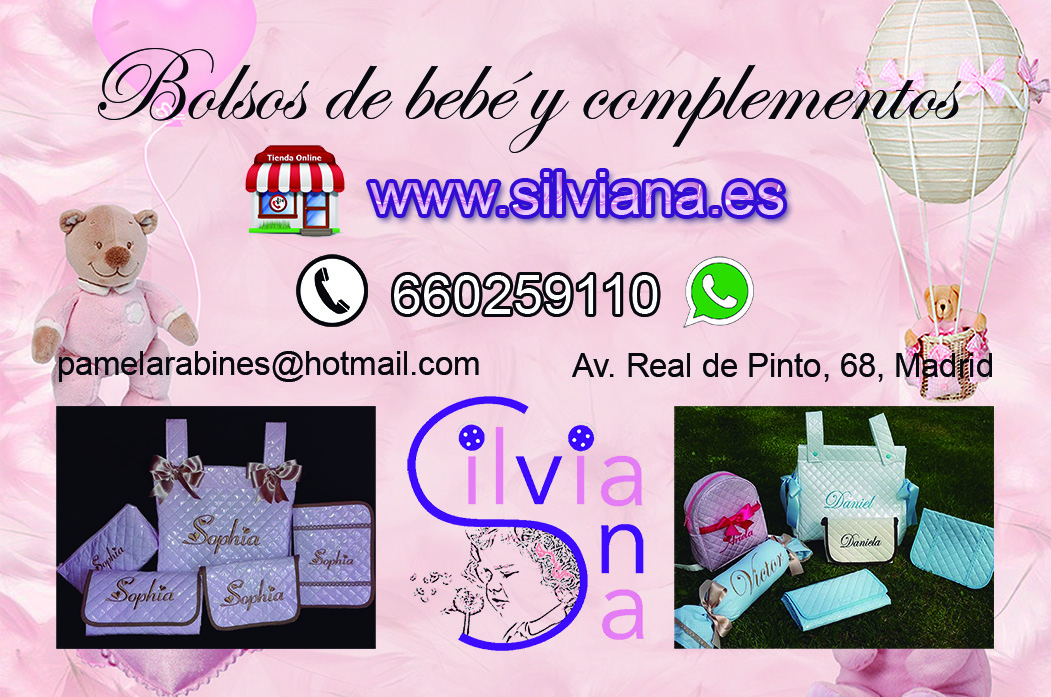 Bolsos de bebé y complementos
Tienda Online
www.silviana.es
660259110
pamelarabines@hotmail.com
Av. Real de Pinto, 68, Madrid
Silvia
n
a
Sophia
Sophia
Sophia
Sophia
Sophia
Daniel
Daniela
Victor